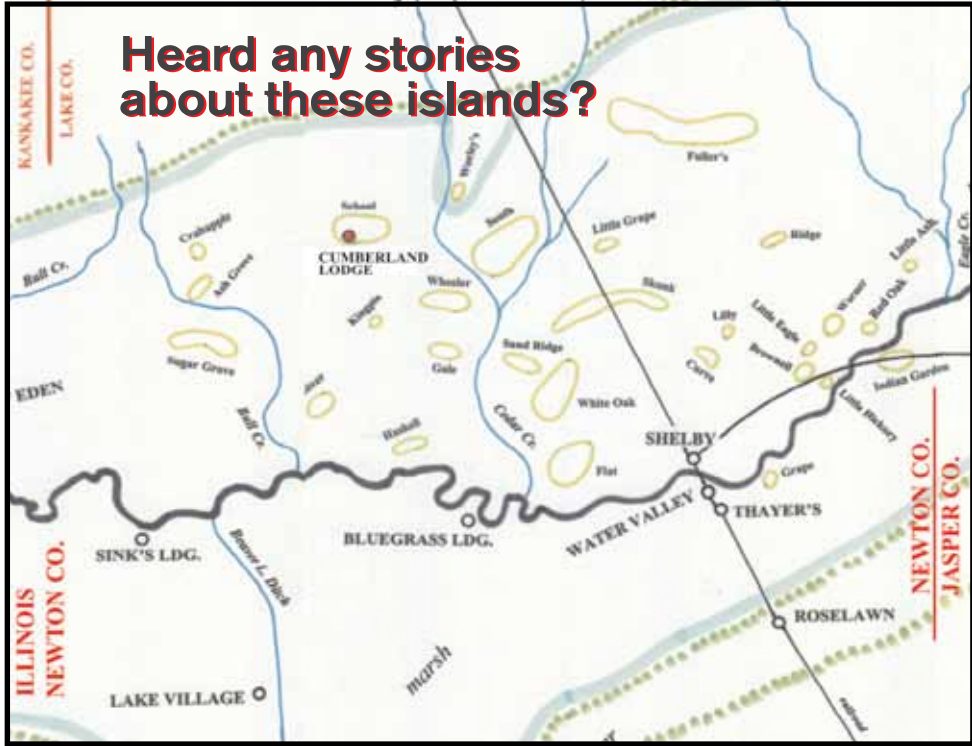 Heard any stories
about these islands?
KANKAKEE CO.
LAKE CO.
Worley's
Fuller's
School
CUMBERLAND
LODGE
Crabapple
Ash Grove
Bull Cr.
South
Little Grape
Ridge
Little Ash
Eagle Cr.
Wheeler
Skunk
Kingpin
Lilly
Little Eagle
Warner
Red Oak
Sugar Grove
Gale
Sand Ridge
Curve
Brownell
Indian Garden
EDEN
River
White Oak
Little Hickory
Bull Cr.
Haskell
Cedar Cr.
SHELBY
Flat
Grape
WATER VALLEY
THAYER'S
SINK'S LDG.
BLUEGRASS LDG.
NEWTON CO.
JASPER CO.
Beaver L. Ditch
ILLINOIS
NEWTON CO.
ROSELAWN
marsh
LAKE VILLAGE
railroad